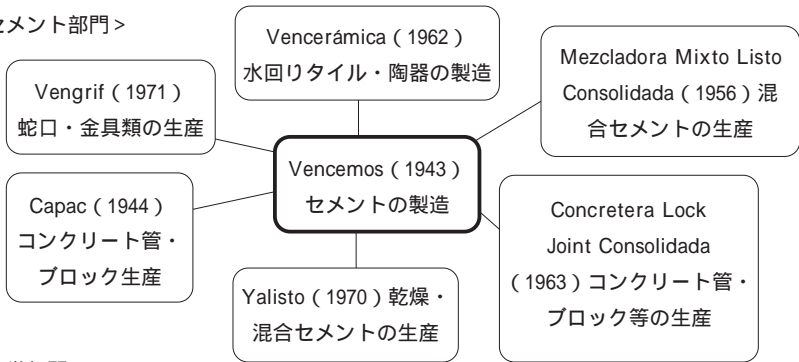 セメント部門>
Vencerámica(1962)
水回りタイル・陶器の製造
Mezcladora Mixto Listo
Consolidada(1956)混
合セメントの生産
Vengrif(1971)
蛇口・金具類の生産
Vencemos(1943)
セメントの製造
Capac(1944)
コンクリート管・
ブロック生産
Concretera Lock
Joint Consolidada
(1963)コンクリート管・
ブロック等の生産
Yalisto(1970)乾燥・
混合セメントの生産